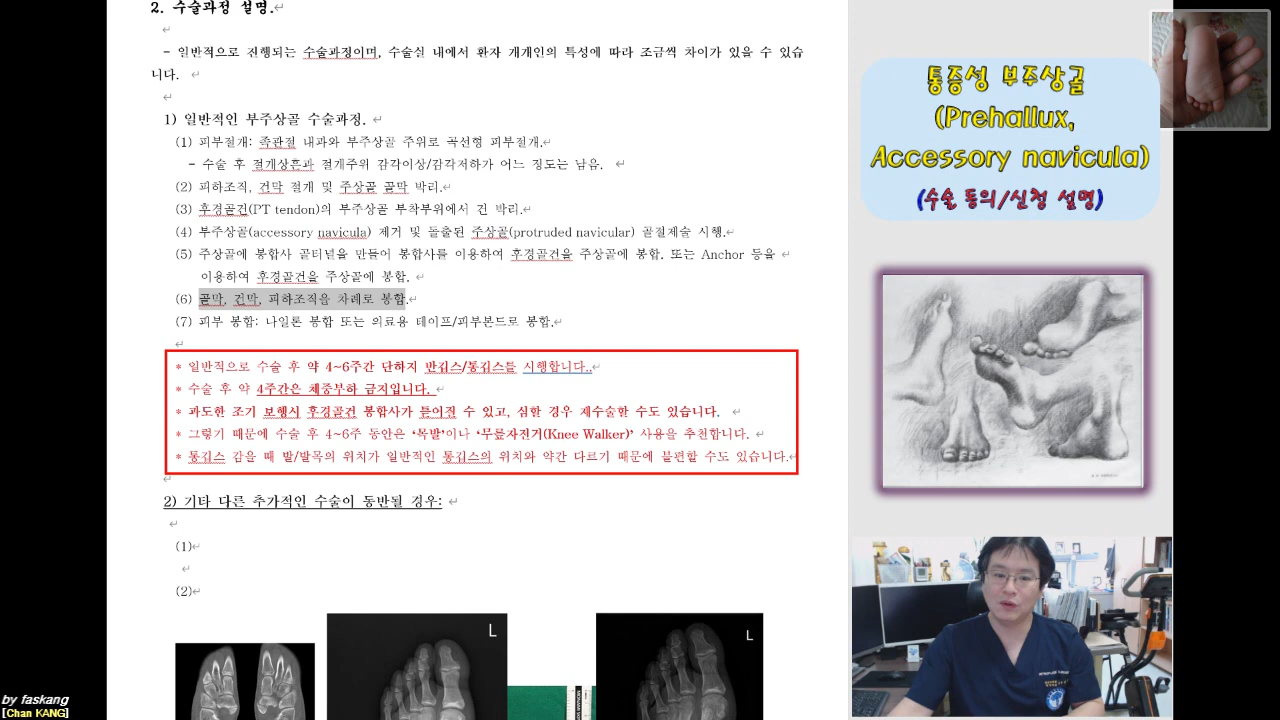 2. 수술과정 설명.
- 일반적으로 진행되는 수술과정이며, 수술실 내에서 환자 개개인의 특성에 따라 조금씩 차이가 있을 수 있습
니다.
1) 일반적인 부주상골 수술과정.
(1) 피부절개: 족관절 내과와 부주상골 주위로 곡선형 피부절개.
- 수술 후 절개상흔과 절개주위 감각이상/감각저하가 어느 정도는 남음.
(2) 피하조직, 건막 절개 및 주상골 골막 박리.
(3) 후경골건(PT tendon)의 부주상골 부착부위에서 건 박리.
(4) 부주상골(accessory navicula) 제거 및 돌출된 주상골(protruded navicular) 골절제술 시행.
(5) 주상골에 봉합사 골터널을 만들어 봉합사를 이용하여 후경골건을 주상골에 봉합. 또는 Anchor 등을
이용하여 후경골건을 주상골에 봉합.
(6) 골막, 건막, 피하조직을 차례로 봉합.
(7) 피부 봉합: 나일론 봉합 또는 의료용 테이프/피부본드로 봉합.
* 일반적으로 수술 후 약 4~6주간 단하지 반깁스/통깁스를 시행합니다..
* 수술 후 약 4주간은 체중부하 금지입니다.
* 과도한 조기 보행시 후경골건 봉합사가 뜯어질 수 있고, 심한 경우 재수술할 수도 있습니다.
* 그렇기 때문에 수술 후 4~6주 동안은 '목발'이나 '무릎자전거(Knee Walker)' 사용을 추천합니다.
* 통깁스 감을 때 발/발목의 위치가 일반적인 통깁스의 위치와 약간 다르기 때문에 불편할 수도 있습니다.
2) 기타 다른 추가적인 수술이 동반될 경우:
(1)
(2)
L
L
통증성 부주상골
(Prehallux,
Accessory navicula)
(수술 동의/신청 설명)
by faskang
[Chan KANG]